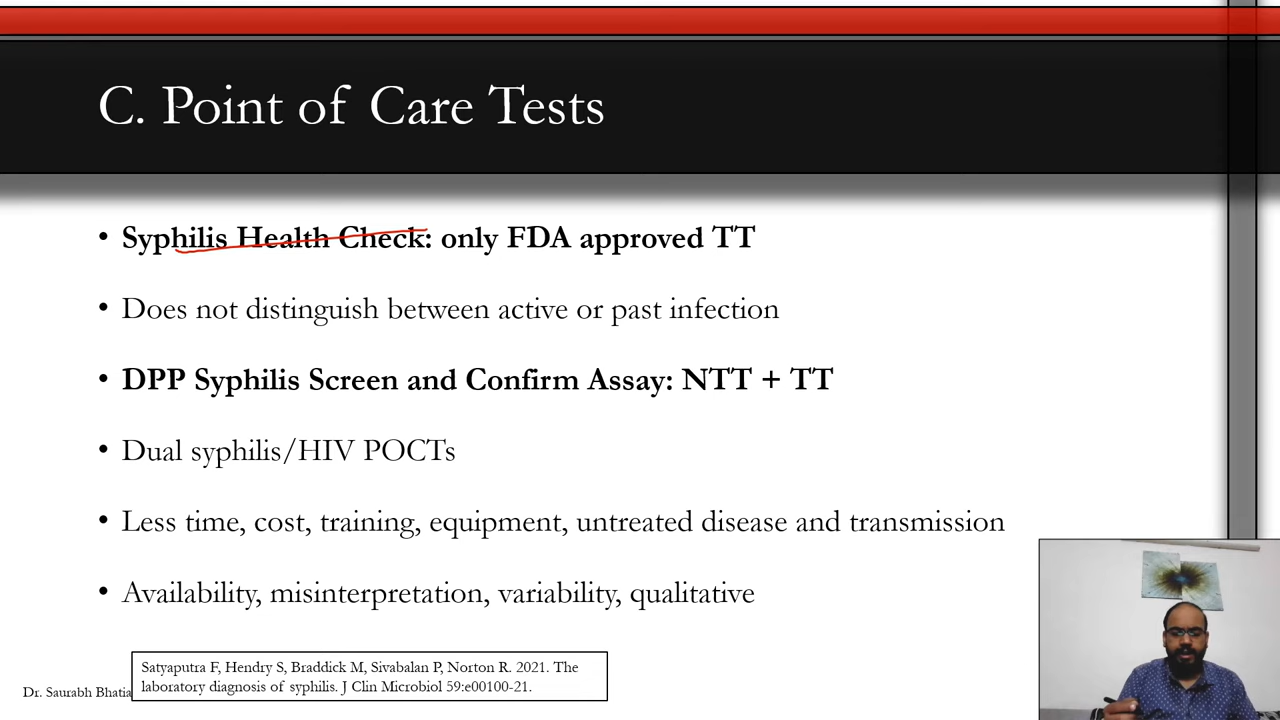 C. Point of Care Tests
• Syphilis Health Check: only FDA approved TT
• Does not distinguish between active or past infection
• DPP Syphilis Screen and Confirm Assay: NTT + TT
• Dual syphilis/HIV POCTs
• Less time, cost, training, equipment, untreated disease and transmission
• Availability, misinterpretation, variability, qualitative
Satyaputra F, Hendry S, Braddick M, Sivabalan P, Norton R. 2021. The
laboratory diagnosis of syphilis. J Clin Microbiol 59:e00100-21.
Dr. Saurabh Bhatia